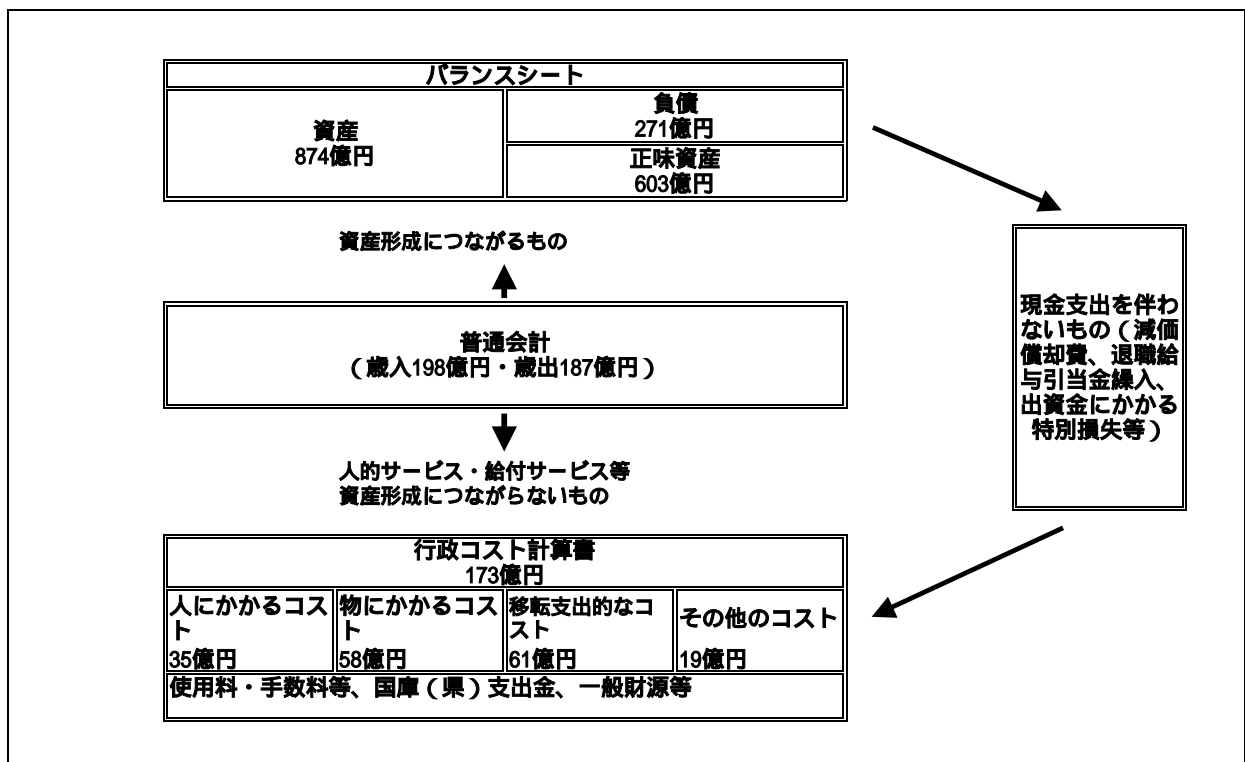 バランスシート
資産
874億円
負債
271億円
正味資産
603億円
資産形成につながるもの
普通会計
（歳入198億円・歳出187億円）
現金支出を伴わ
ないもの（減価
償却費、退職給
与引当金繰入、
出資金にかかる
特別損失等）
人的サービス・給付サービス等
資産形成につながらないもの
行政コスト計算書
173億円
人にかかるコス
ト
35億円
物にかかるコス
ト
58億円
移転支出的なコ
スト
61億円
その他のコスト
19億円
使用料・手数料等、国庫（県）支出金、一般財源等